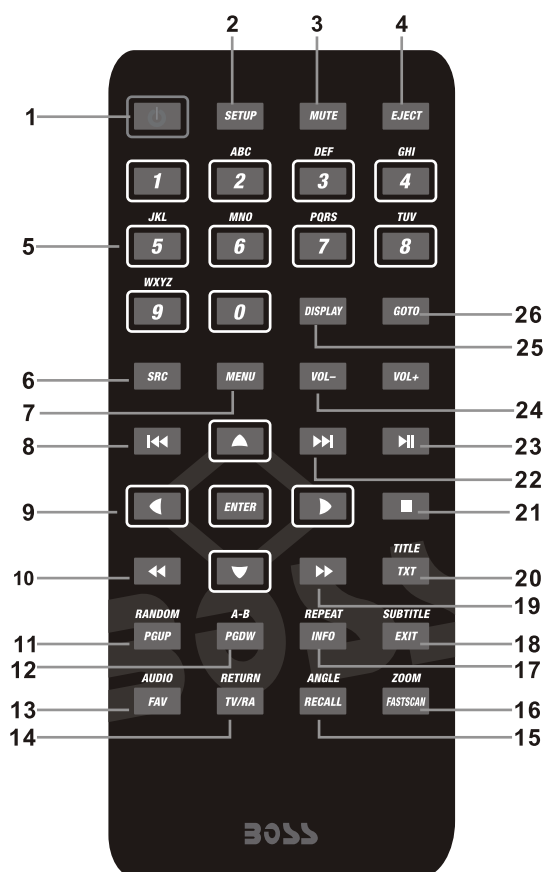 2 3 4
1 SETUP MUTE EJECT
ABC DEF GHI
1 2 3 4
JKL MNO PQRS TUV
5 5 6 7 8
WXYZ
9 0 DISPLAY GOTO 26
25
6 SRC MENU VOL– VOL+
7 24
8 23
22
9 ENTER 21
TITLE
10 TXT 20
19
RANDOM A-B REPEAT SUBTITLE
11 PGUP PGDW INFO EXIT 18
12 17
AUDIO RETURN ANGLE ZOOM
13 FAV TV/RA RECALL FASTSCAN 16
14 15
BOSS
BOSS